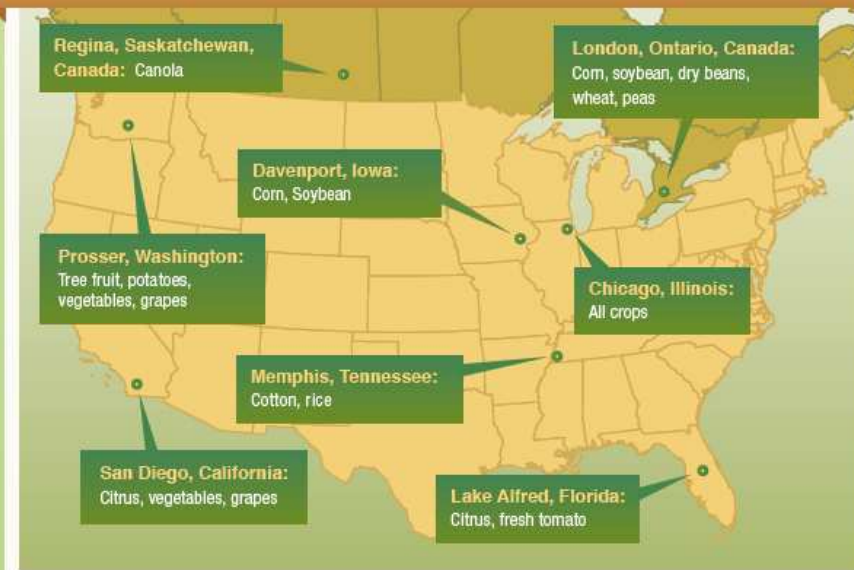 Regina, Saskatchewan,
Canada: Canola
London, Ontario, Canada:
Corn, soybean, dry beans,
wheat, peas
Davenport, Iowa:
Corn, Soybean
Prosser, Washington:
Tree fruit, potatoes,
vegetables, grapes
Chicago, Illinois:
All crops
Memphis, Tennessee:
Cotton, rice
San Diego, California:
Citrus, vegetables, grapes
Lake Alfred, Florida:
Citrus, fresh tomato